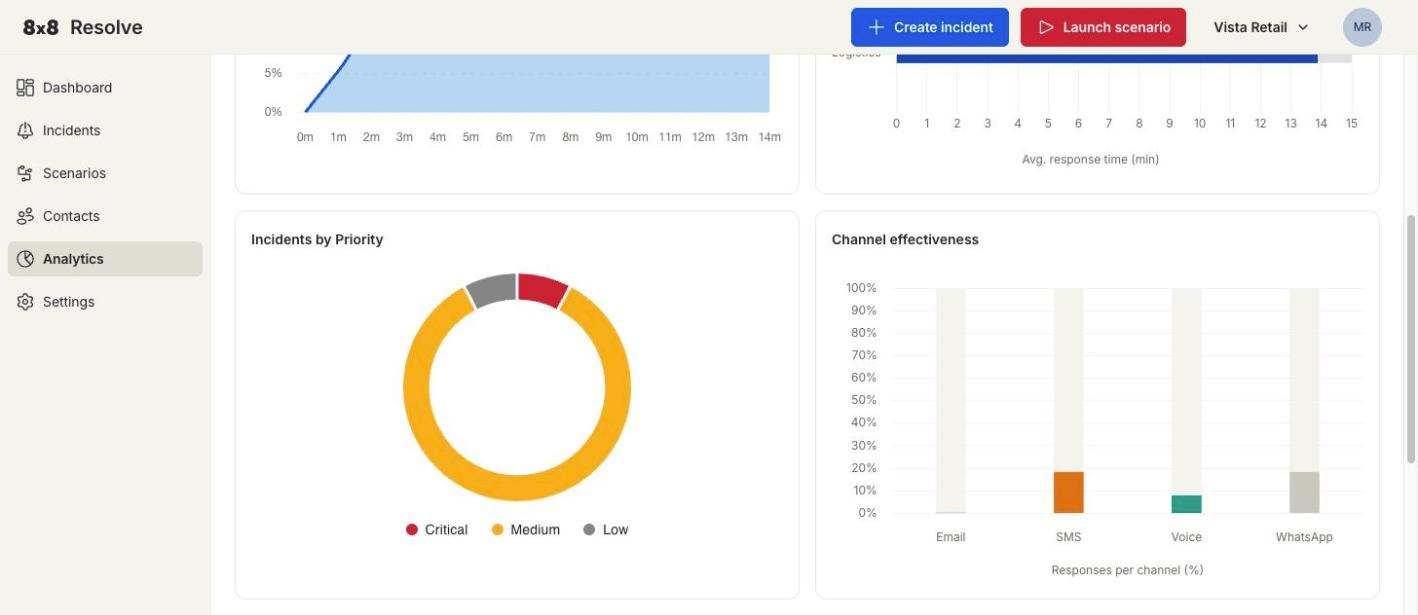 8x8 Resolve
Create incident
Launch scenario
Vista Retail
MR
Dashboard
Incidents
Scenarios
Contacts
Analytics
Settings
5%
0%
0m 1m 2m 3m 4m 5m 6m 7m 8m 9m 10m 11m 12m 13m 14m
Logistics
0 1 2 3 4 5 6 7 8 9 10 11 12 13 14 15
Avg. response time (min)
Incidents by Priority
Critical Medium Low
Channel effectiveness
100%
90%
80%
70%
60%
50%
40%
30%
20%
10%
0%
Email SMS Voice WhatsApp
Responses per channel (%)